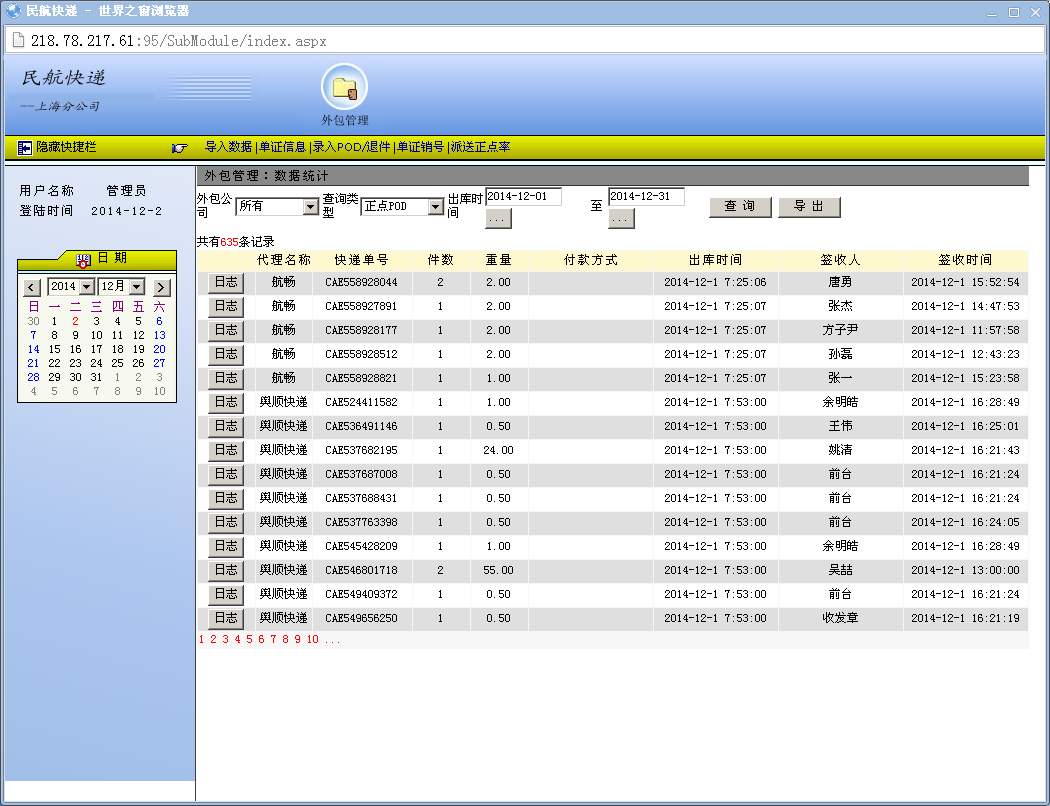 民航快递 - 世界之窗浏览器
218.78.217.61:95/SubModule/index.aspx
民航快递
--上海分公司
外包管理
隐藏快捷栏 导入数据|单证信息|录入POD/退件|单证销号|派送正点率
用户名称 管理员
登陆时间 2014-12-2
日 期
< 2014 12月 >
日 一 二 三 四 五 六
30 1 2 3 4 5 6
7 8 9 10 11 12 13
14 15 16 17 18 19 20
21 22 23 24 25 26 27
28 29 30 31 1 2 3
4 5 6 7 8 9 10
外包管理：数据统计
外包公司 所有 查询类型 正点POD 出库时间 2014-12-01 ... 至 2014-12-31 ... 查 询 导 出
共有635条记录
代理名称 快递单号 件数 重量 付款方式 出库时间 签收人 签收时间
日志 航畅 CAE558928044 2 2.00 2014-12-1 7:25:06 唐勇 2014-12-1 15:52:54
日志 航畅 CAE558927891 1 2.00 2014-12-1 7:25:07 张杰 2014-12-1 14:47:53
日志 航畅 CAE558928177 1 2.00 2014-12-1 7:25:07 方子尹 2014-12-1 11:57:58
日志 航畅 CAE558928512 1 2.00 2014-12-1 7:25:07 孙磊 2014-12-1 12:43:23
日志 航畅 CAE558928821 1 1.00 2014-12-1 7:25:07 张一 2014-12-1 15:23:58
日志 舆顺快递 CAE524411582 1 1.00 2014-12-1 7:53:00 余明皓 2014-12-1 16:28:49
日志 舆顺快递 CAE536491146 1 0.50 2014-12-1 7:53:00 王伟 2014-12-1 16:25:01
日志 舆顺快递 CAE537682195 1 24.00 2014-12-1 7:53:00 姚清 2014-12-1 16:21:43
日志 舆顺快递 CAE537687008 1 0.50 2014-12-1 7:53:00 前台 2014-12-1 16:21:24
日志 舆顺快递 CAE537688431 1 0.50 2014-12-1 7:53:00 前台 2014-12-1 16:21:24
日志 舆顺快递 CAE537763398 1 0.50 2014-12-1 7:53:00 前台 2014-12-1 16:24:05
日志 舆顺快递 CAE545428209 1 1.00 2014-12-1 7:53:00 余明皓 2014-12-1 16:28:49
日志 舆顺快递 CAE546801718 2 55.00 2014-12-1 7:53:00 吴喆 2014-12-1 13:00:00
日志 舆顺快递 CAE549409372 1 0.50 2014-12-1 7:53:00 前台 2014-12-1 16:21:24
日志 舆顺快递 CAE549656250 1 0.50 2014-12-1 7:53:00 收发章 2014-12-1 16:21:19
1 2 3 4 5 6 7 8 9 10 ...